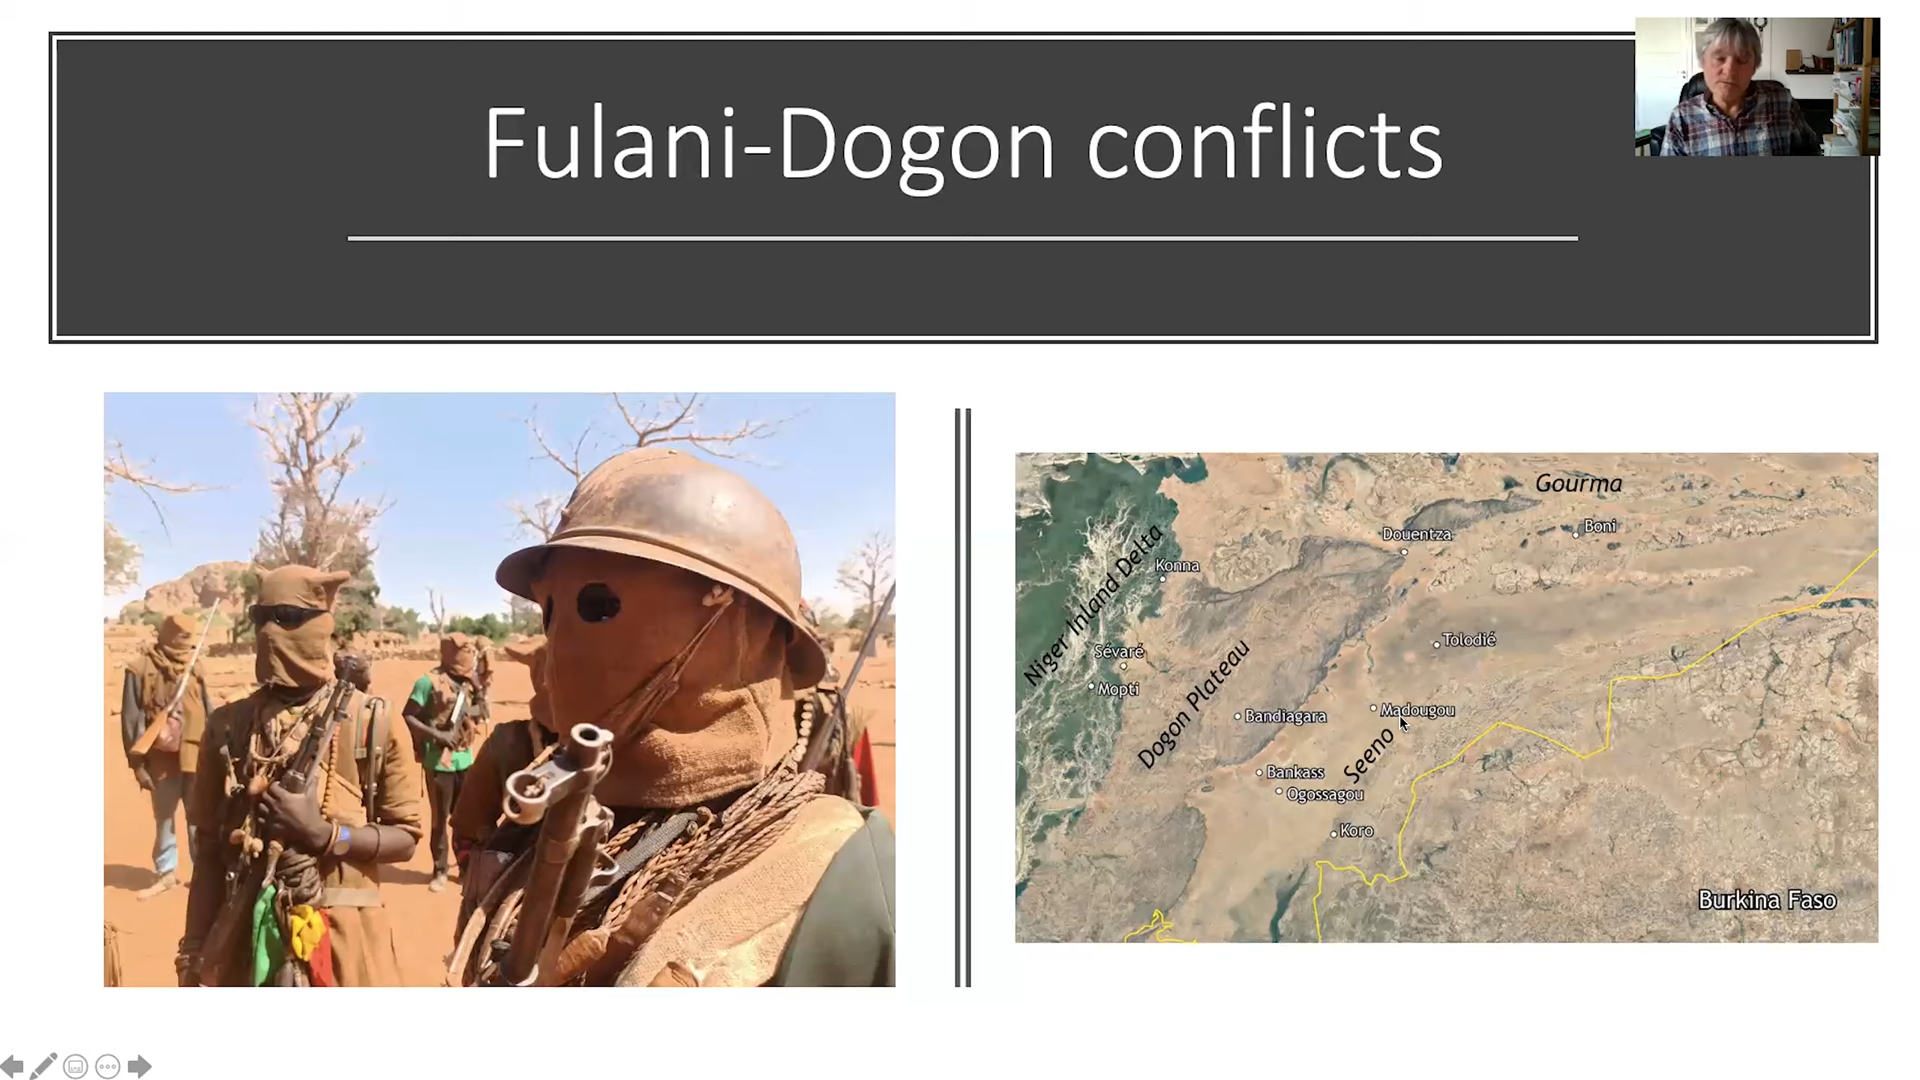 Fulani-Dogon conflicts
Gourma
Boni
Douentza
Konna
Niger Inland Delta
Tolodié
Sévaré
Mopti
Dogon Plateau
Bandiagara
Madougou
Seeno
Bankass
Ogossagou
Koro
Burkina Faso